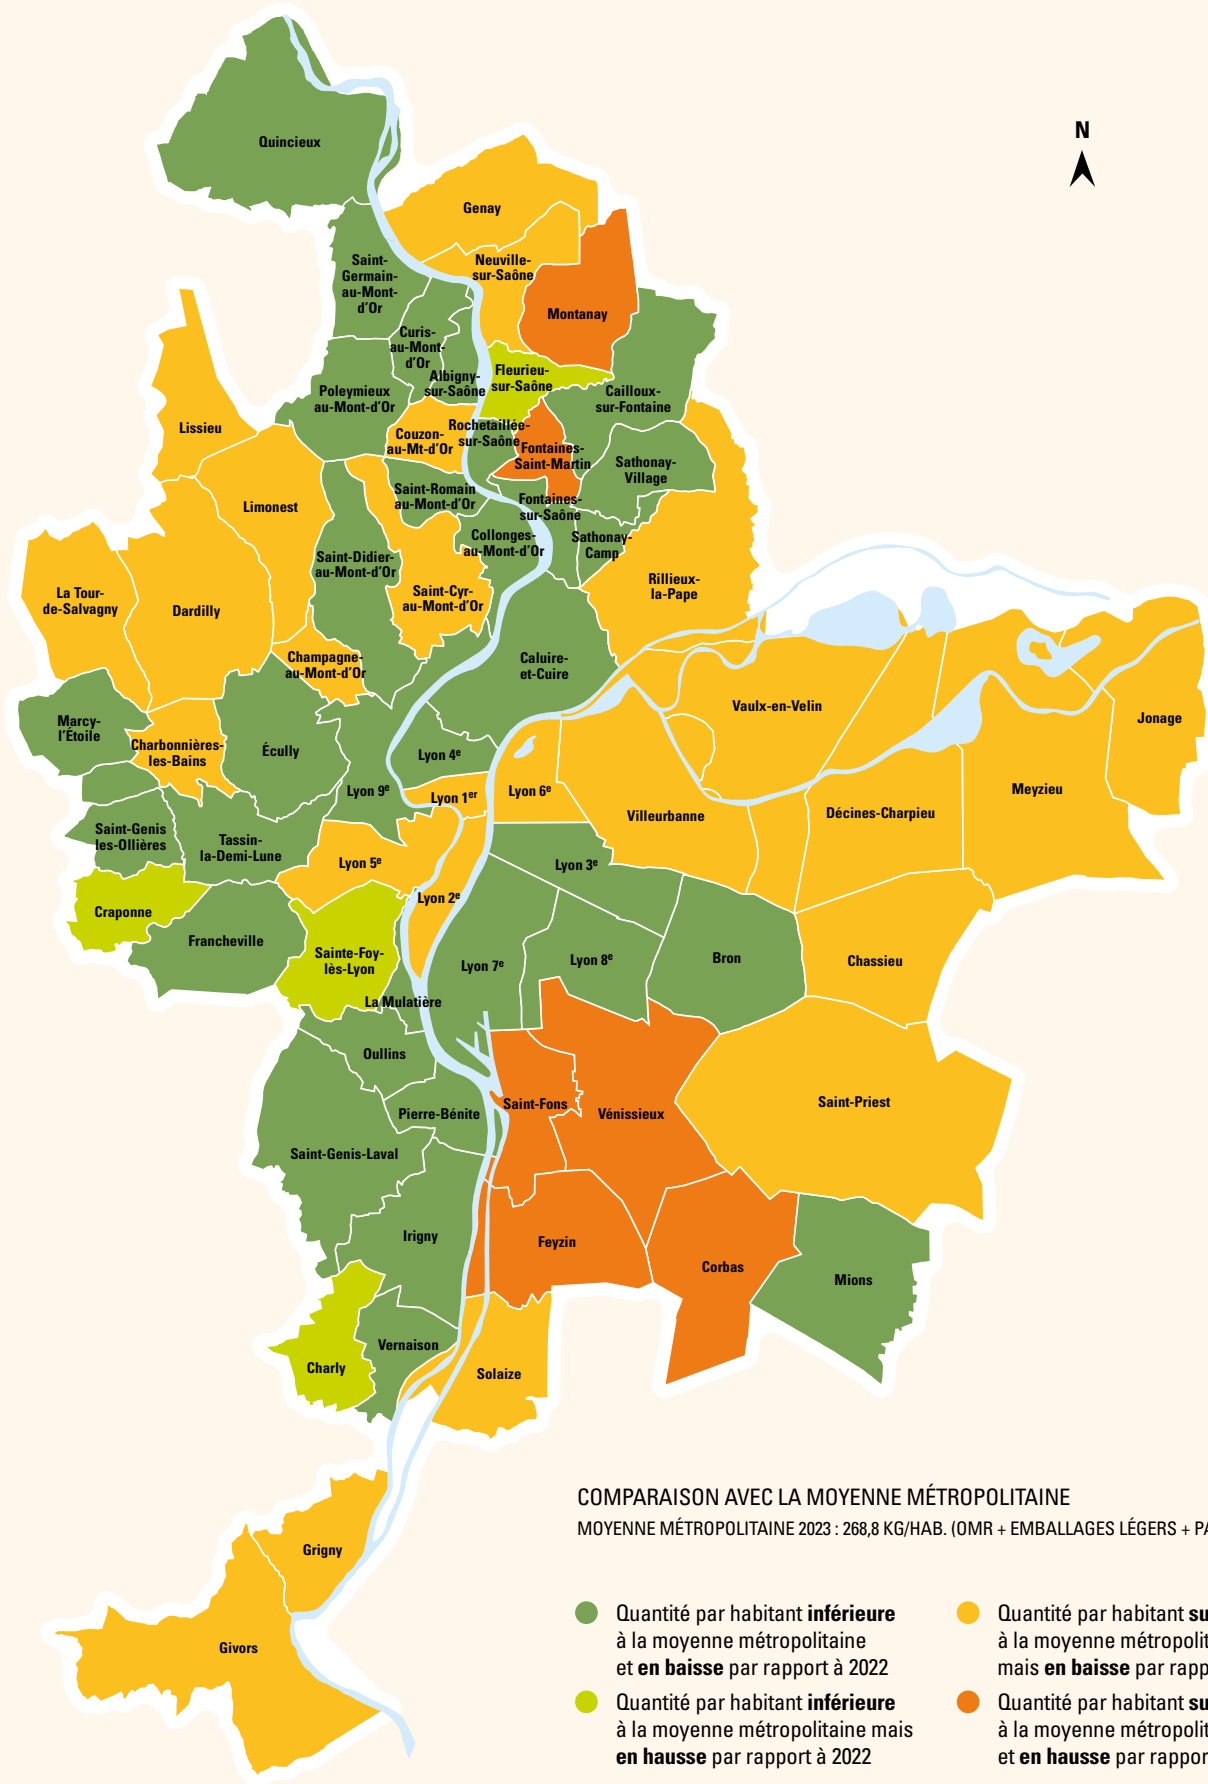 N
Quincieux
Genay
Saint-
Germain-
au-Mont-
d'Or
Neuville-
sur-Saône
Montanay
Curis-
au-Mont-
d'Or
Albigny-
sur-Saône
Fleurieu-
sur-Saône
Poleymieux
au-Mont-d'Or
Cailloux-
sur-Fontaine
Lissieu
Couzon-
au-Mt-d'Or
Rochetaillée-
sur-Saône
Fontaines-
Saint-Martin
Sathonay-
Village
Limonest
Saint-Romain
au-Mont-d'Or
Fontaines-
sur-Saône
Collonges-
au-Mont-d'Or
Sathonay-
Camp
Saint-Didier-
au-Mont-d'Or
La Tour-
de-Salvagny
Dardilly
Saint-Cyr-
au-Mont-d'Or
Rillieux-
la-Pape
Champagne-
au-Mont-d'Or
Caluire-
et-Cuire
Marcy-
l'Étoile
Charbonnières-
les-Bains
Écully
Vaulx-en-Velin
Jonage
Lyon 4e
Lyon 9e
Lyon 1er
Lyon 6e
Meyzieu
Villeurbanne
Décines-Charpieu
Saint-Genis
les-Ollières
Tassin-
la-Demi-Lune
Lyon 5e
Lyon 3e
Craponne
Lyon 2e
Francheville
Sainte-Foy-
lès-Lyon
Lyon 7e
Lyon 8e
Bron
Chassieu
La Mulatière
Oullins
Saint-Fons
Vénissieux
Saint-Priest
Pierre-Bénite
Saint-Genis-Laval
Irigny
Feyzin
Corbas
Mions
Charly
Vernaison
Solaize
Grigny
Givors
COMPARAISON AVEC LA MOYENNE MÉTROPOLITAINE
MOYENNE MÉTROPOLITAINE 2023 : 268,8 KG/HAB. (OMR + EMBALLAGES LÉGERS + PA
Quantité par habitant inférieure
à la moyenne métropolitaine
et en baisse par rapport à 2022
Quantité par habitant inférieure
à la moyenne métropolitaine mais
en hausse par rapport à 2022
Quantité par habitant su
à la moyenne métropolit
mais en baisse par rapp
Quantité par habitant su
à la moyenne métropolit
et en hausse par rappor